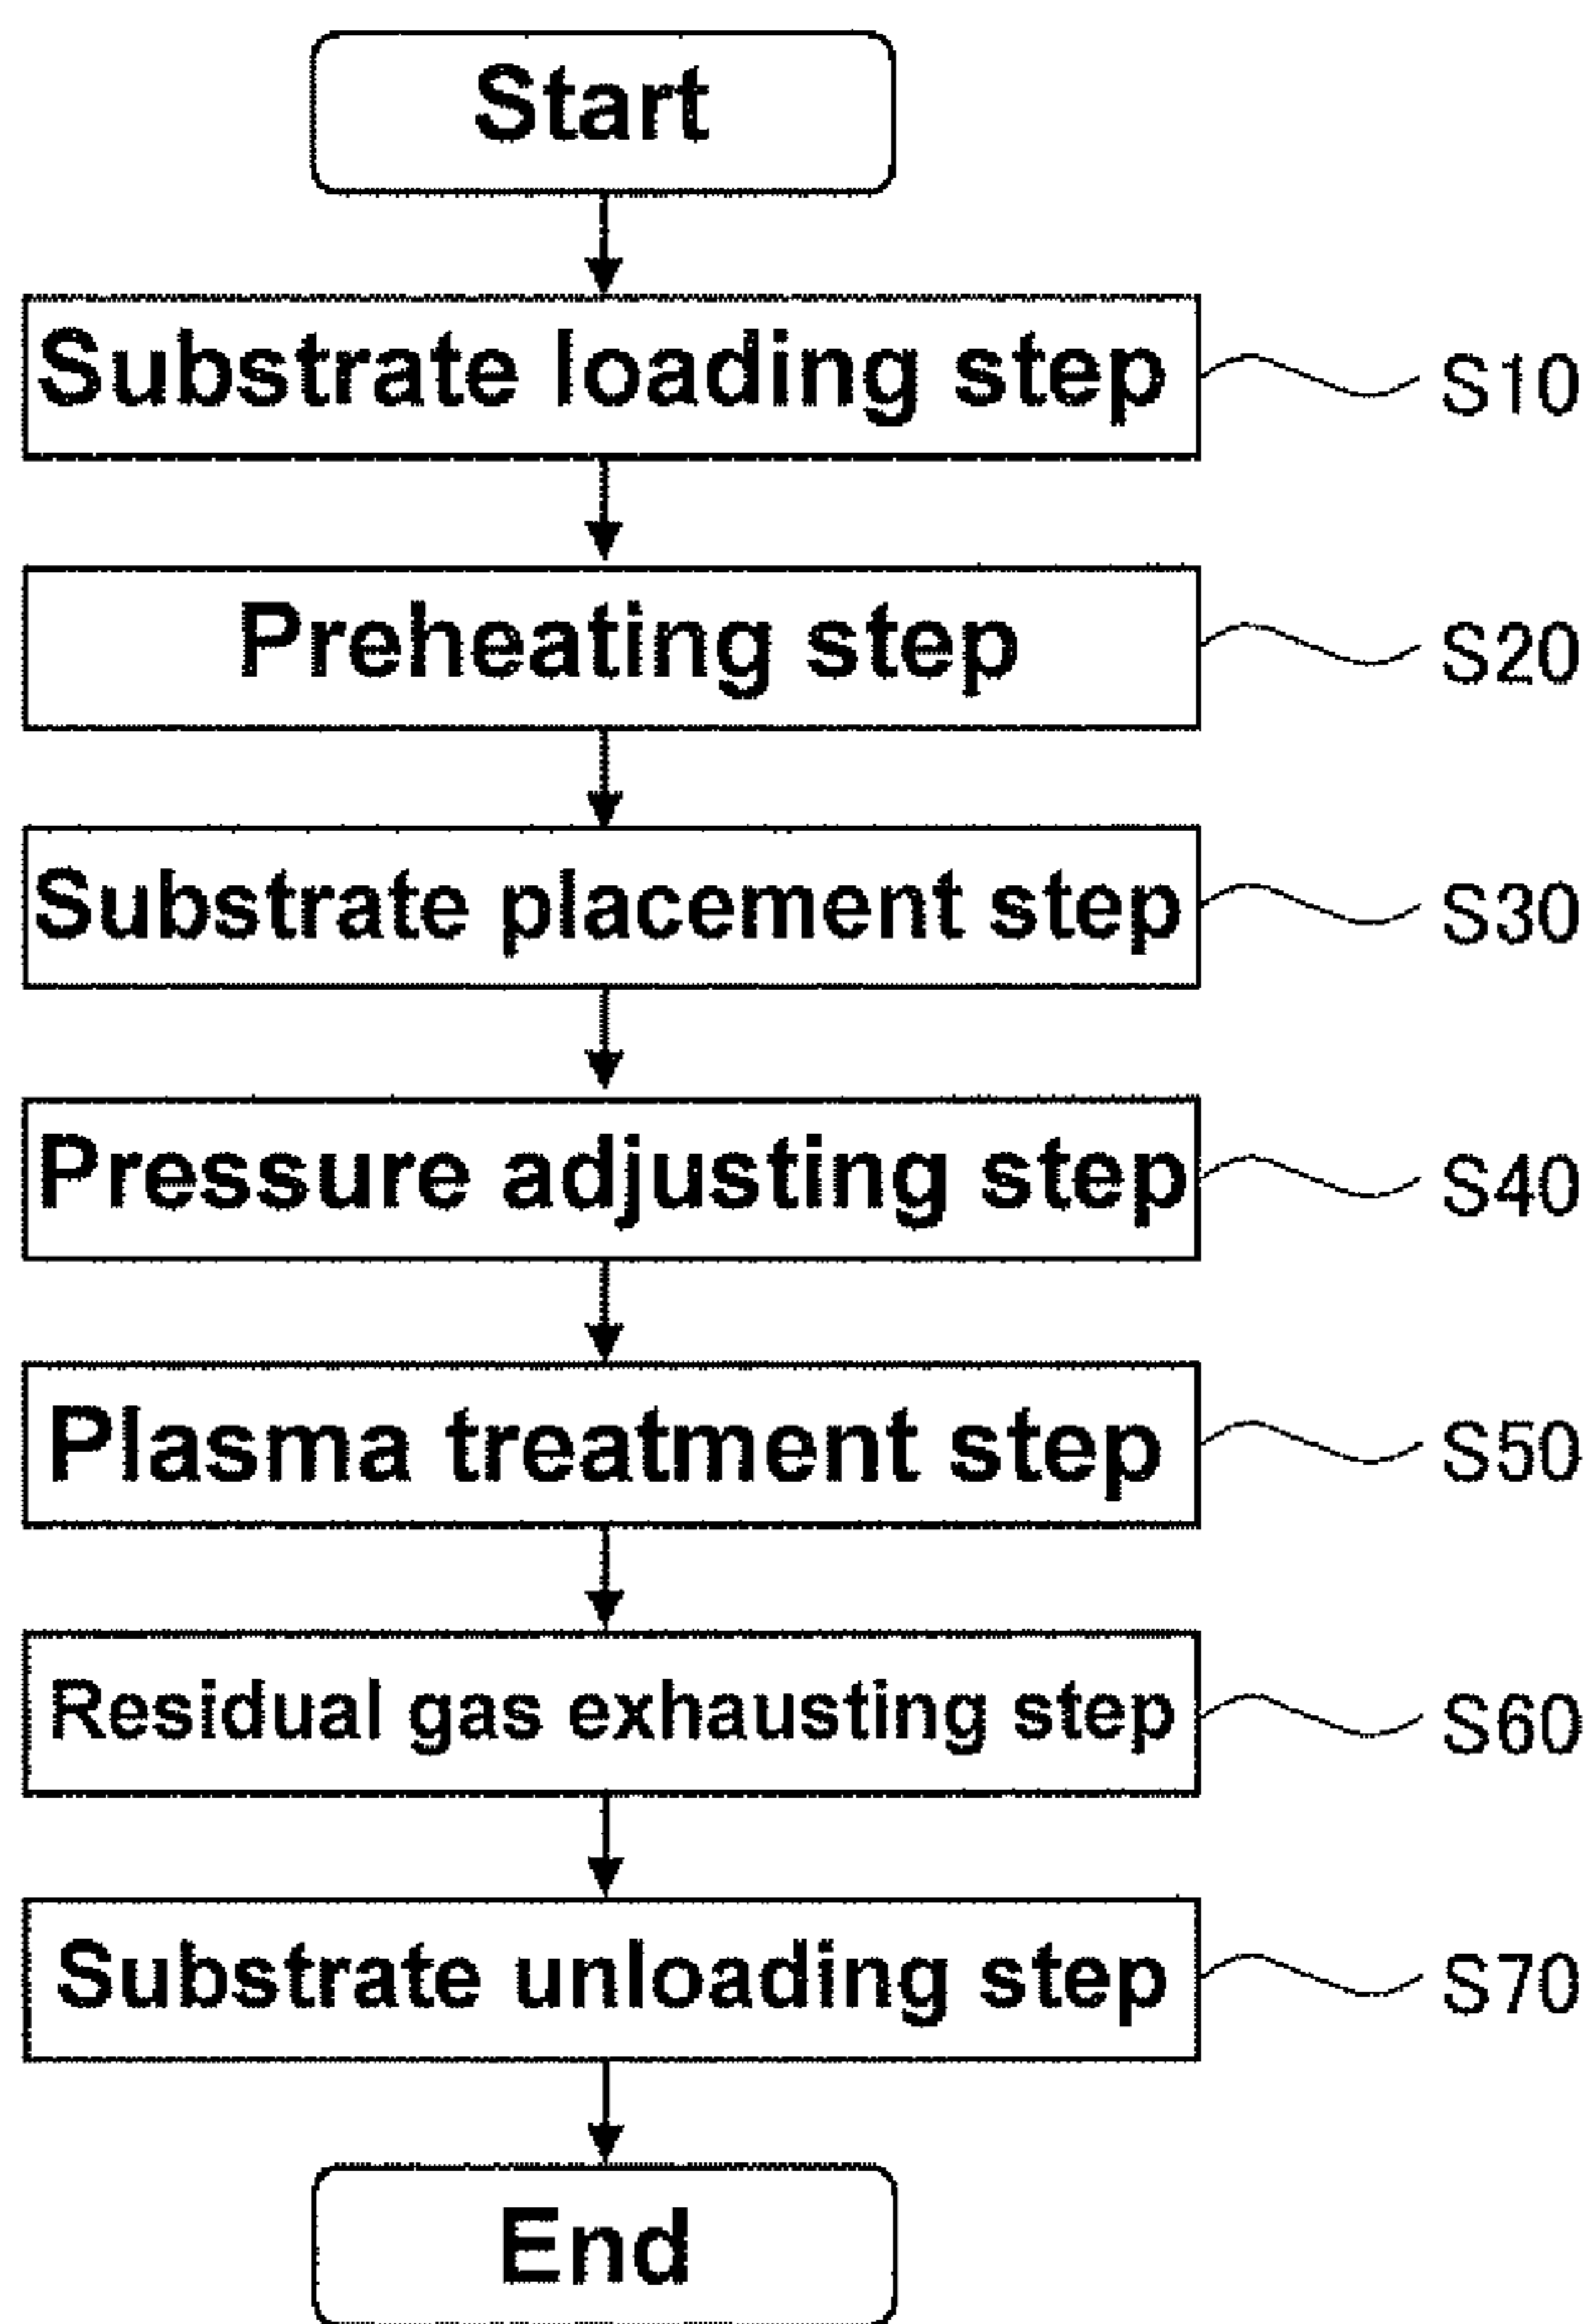 Start
Substrate loading step S10
Preheating step S20
Substrate placement step S30
Pressure adjusting step S40
Plasma treatment step S50
Residual gas exhausting step S60
Substrate unloading step S70
End